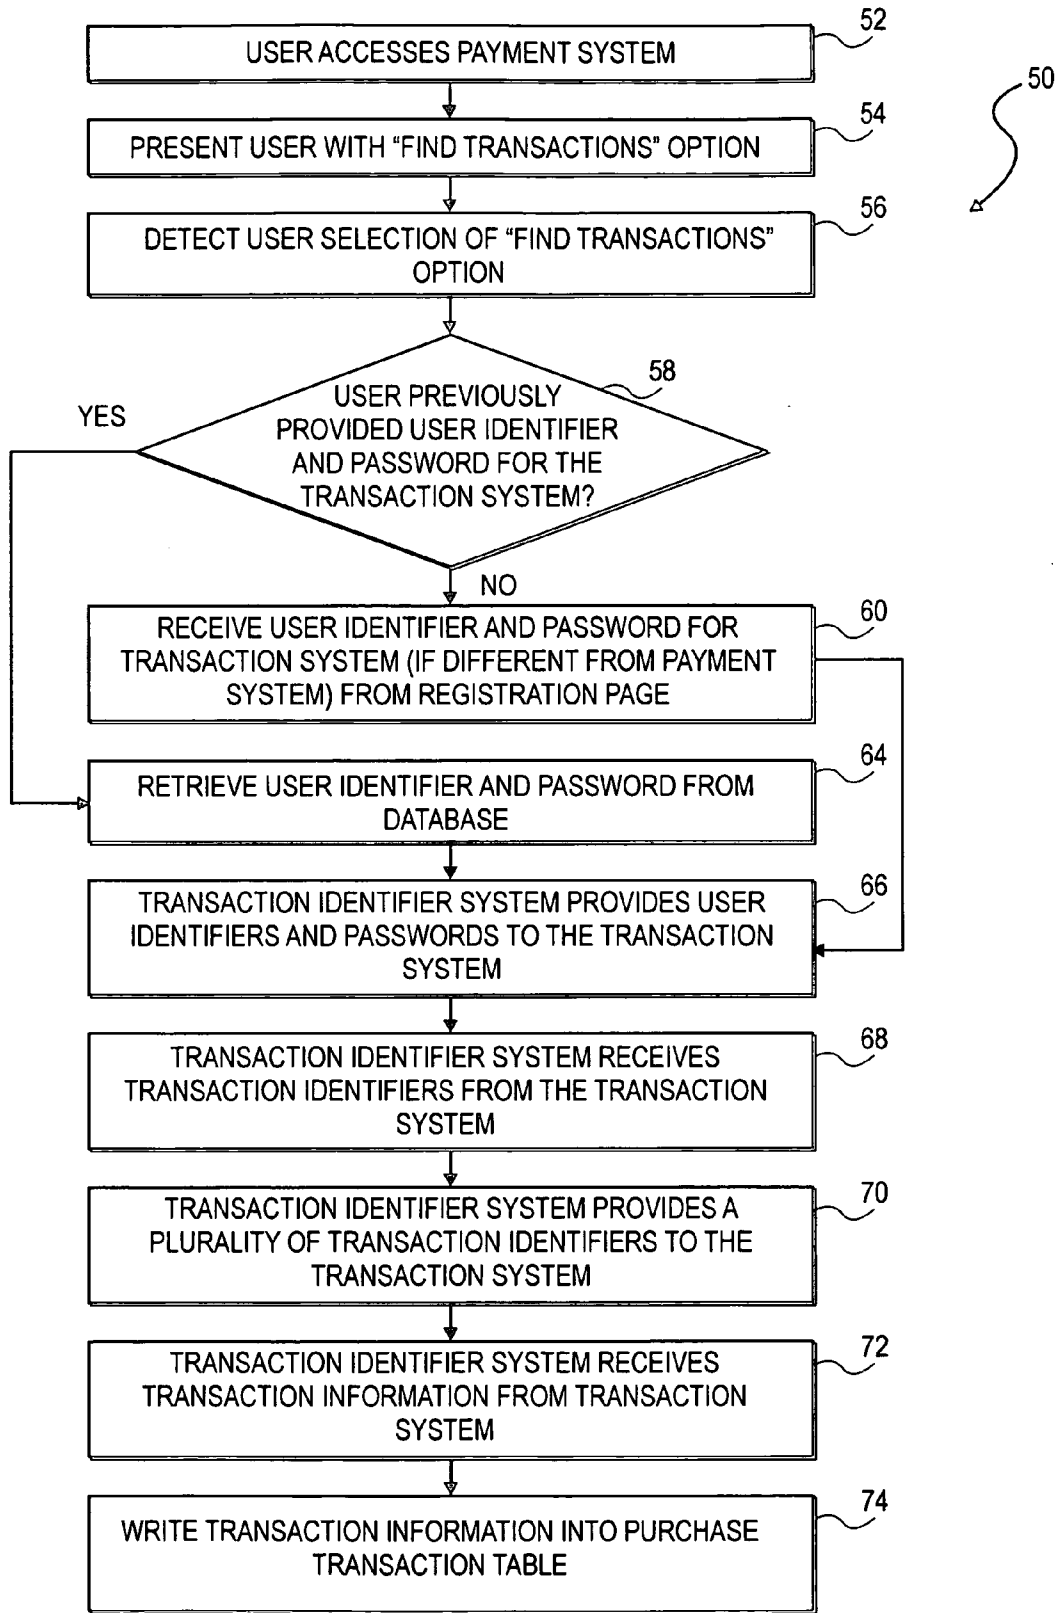 52
USER ACCESSES PAYMENT SYSTEM
50
54
PRESENT USER WITH “FIND TRANSACTIONS” OPTION
56
DETECT USER SELECTION OF “FIND TRANSACTIONS”
OPTION
58
USER PREVIOUSLY
PROVIDED USER IDENTIFIER
AND PASSWORD FOR THE
TRANSACTION SYSTEM?
YES
NO
60
RECEIVE USER IDENTIFIER AND PASSWORD FOR
TRANSACTION SYSTEM (IF DIFFERENT FROM PAYMENT
SYSTEM) FROM REGISTRATION PAGE
64
RETRIEVE USER IDENTIFIER AND PASSWORD FROM
DATABASE
66
TRANSACTION IDENTIFIER SYSTEM PROVIDES USER
IDENTIFIERS AND PASSWORDS TO THE TRANSACTION
SYSTEM
68
TRANSACTION IDENTIFIER SYSTEM RECEIVES
TRANSACTION IDENTIFIERS FROM THE TRANSACTION
SYSTEM
70
TRANSACTION IDENTIFIER SYSTEM PROVIDES A
PLURALITY OF TRANSACTION IDENTIFIERS TO THE
TRANSACTION SYSTEM
72
TRANSACTION IDENTIFIER SYSTEM RECEIVES
TRANSACTION INFORMATION FROM TRANSACTION
SYSTEM
74
WRITE TRANSACTION INFORMATION INTO PURCHASE
TRANSACTION TABLE